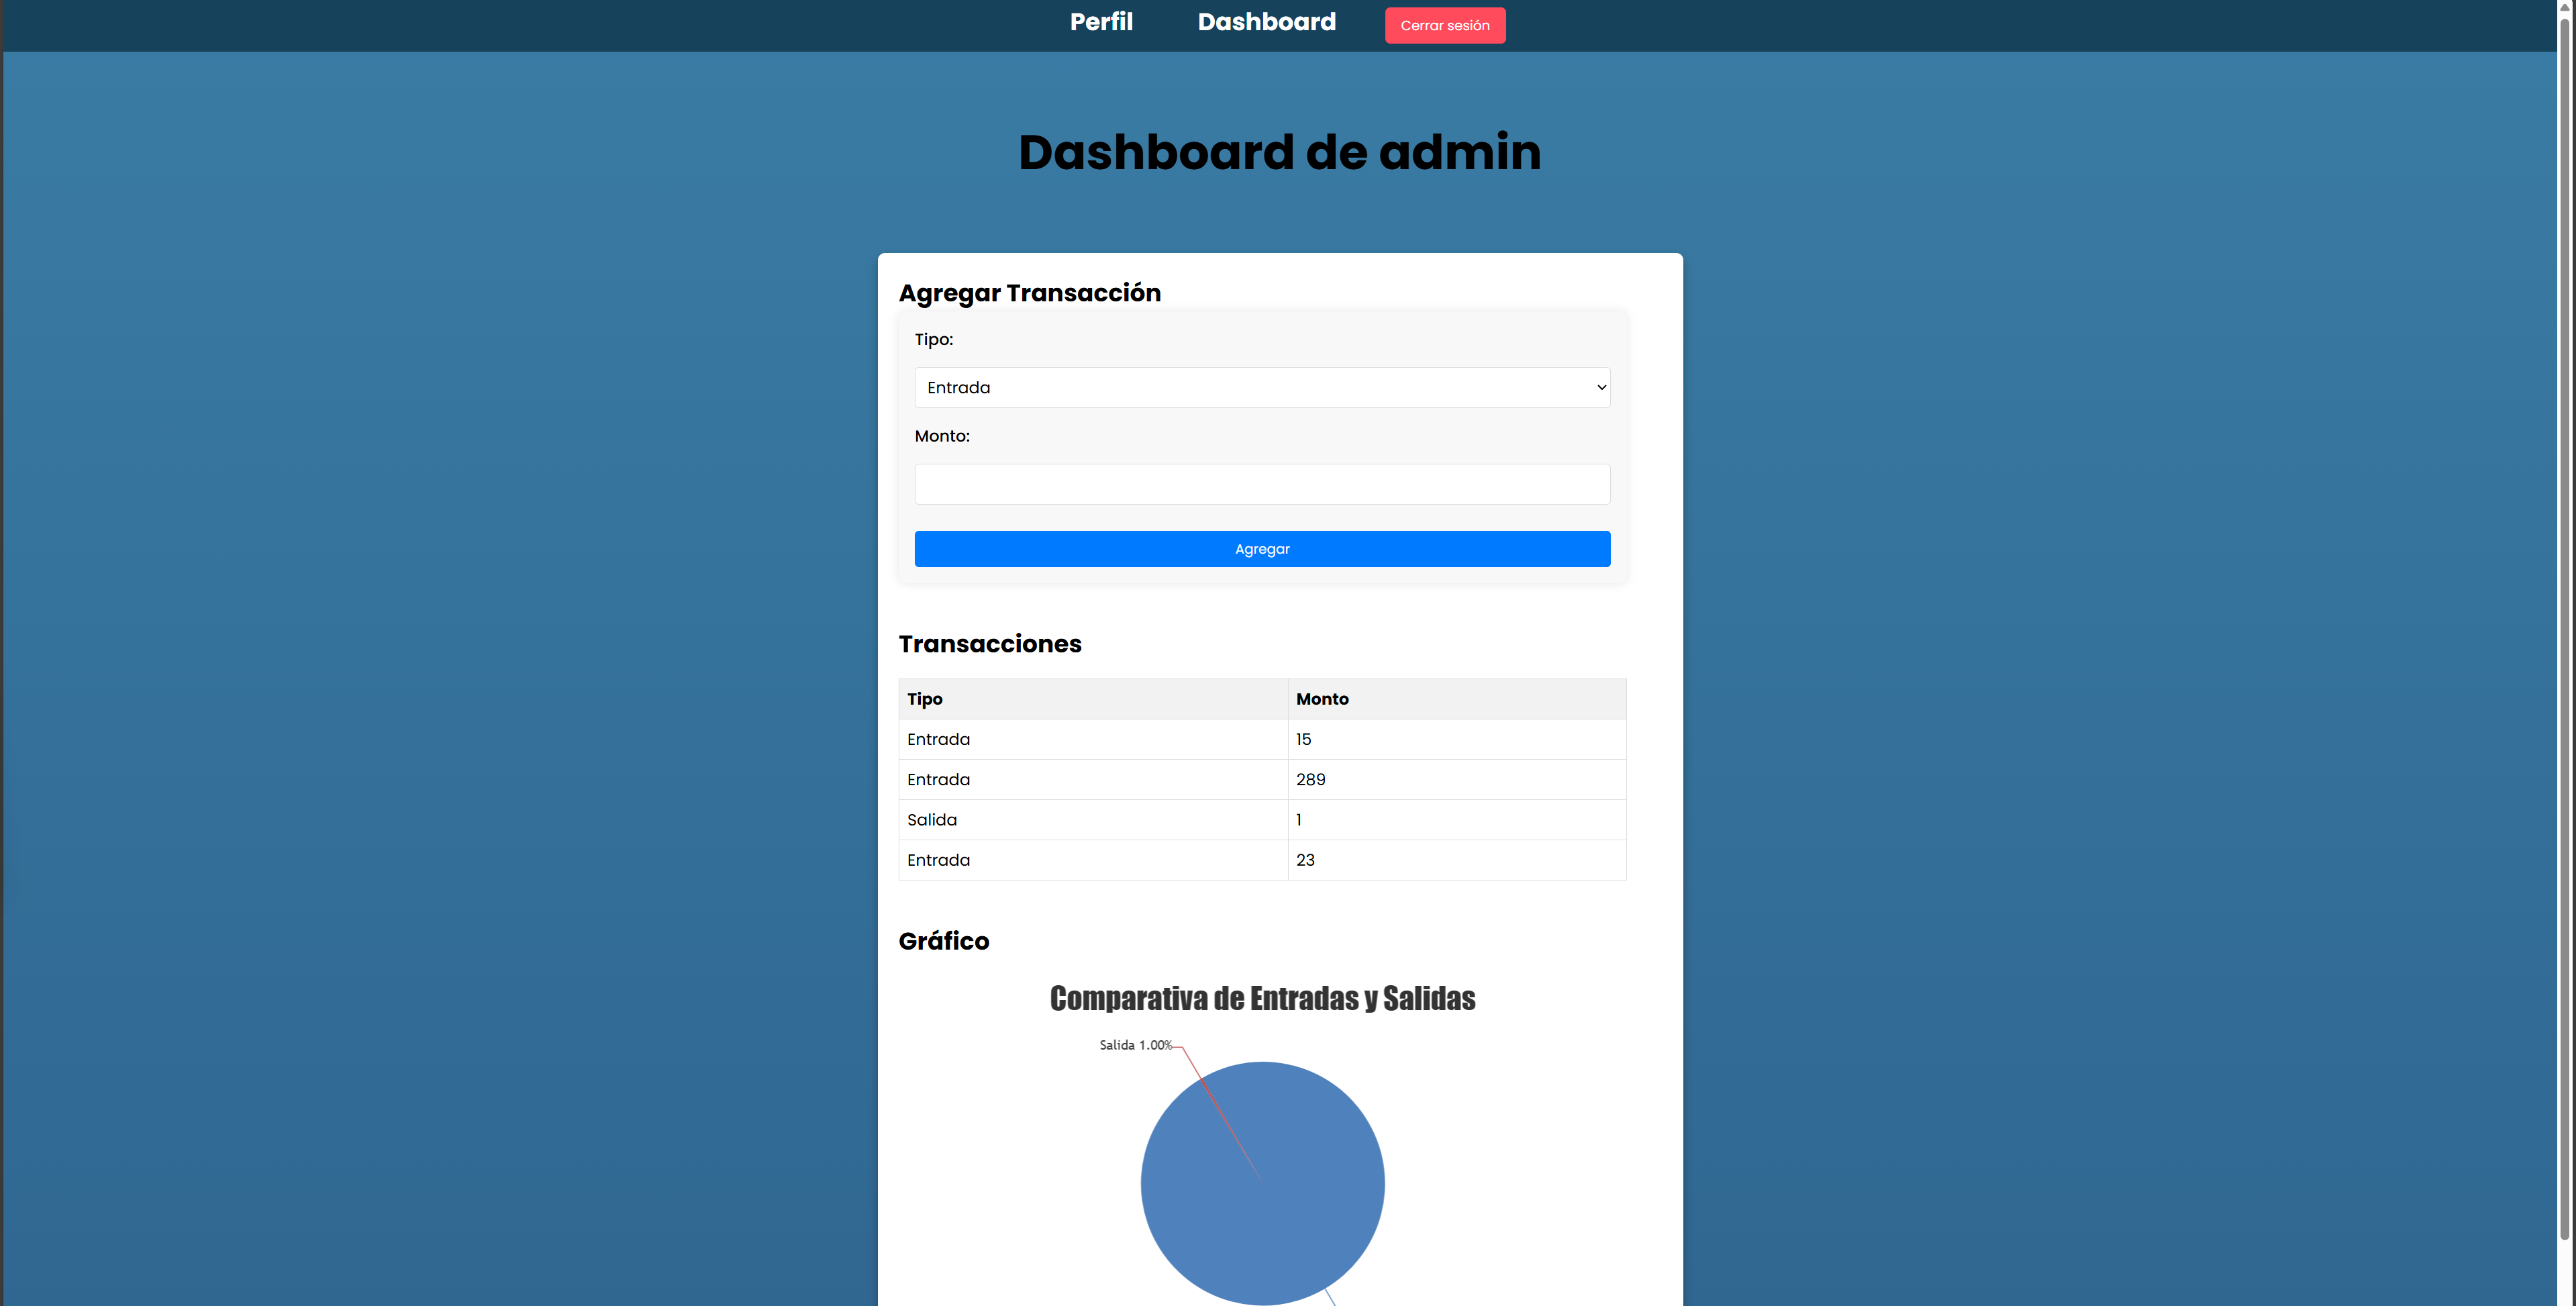 Perfil Dashboard Cerrar sesión
Dashboard de admin
Agregar Transacción
Tipo:
Entrada
Monto:
Agregar
Transacciones
Tipo Monto
Entrada 15
Entrada 289
Salida 1
Entrada 23
Gráfico
Comparativa de Entradas y Salidas
Salida 1.00%